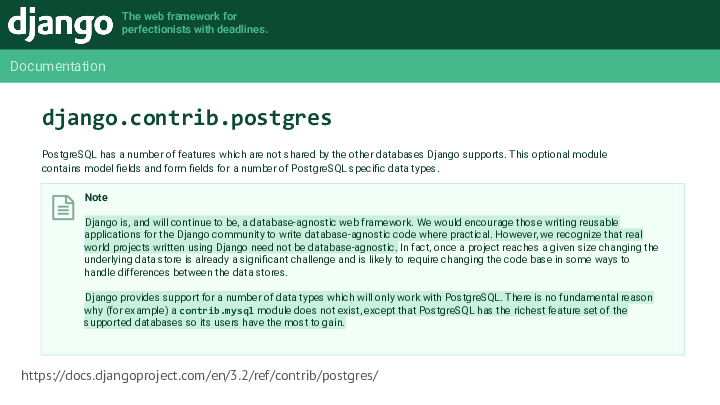 django
The web framework for
perfectionists with deadlines.
Documentation
django.contrib.postgres
PostgreSQL has a number of features which are not shared by the other databases Django supports. This optional module
contains model fields and form fields for a number of PostgreSQL specific data types.
Note
Django is, and will continue to be, a database-agnostic web framework. We would encourage those writing reusable
applications for the Django community to write database-agnostic code where practical. However, we recognize that real
world projects written using Django need not be database-agnostic. In fact, once a project reaches a given size changing the
underlying data store is already a significant challenge and is likely to require changing the code base in some ways to
handle differences between the data stores.
Django provides support for a number of data types which will only work with PostgreSQL. There is no fundamental reason
why (for example) a contrib.mysql module does not exist, except that PostgreSQL has the richest feature set of the
supported databases so its users have the most to gain.
https://docs.djangoproject.com/en/3.2/ref/contrib/postgres/